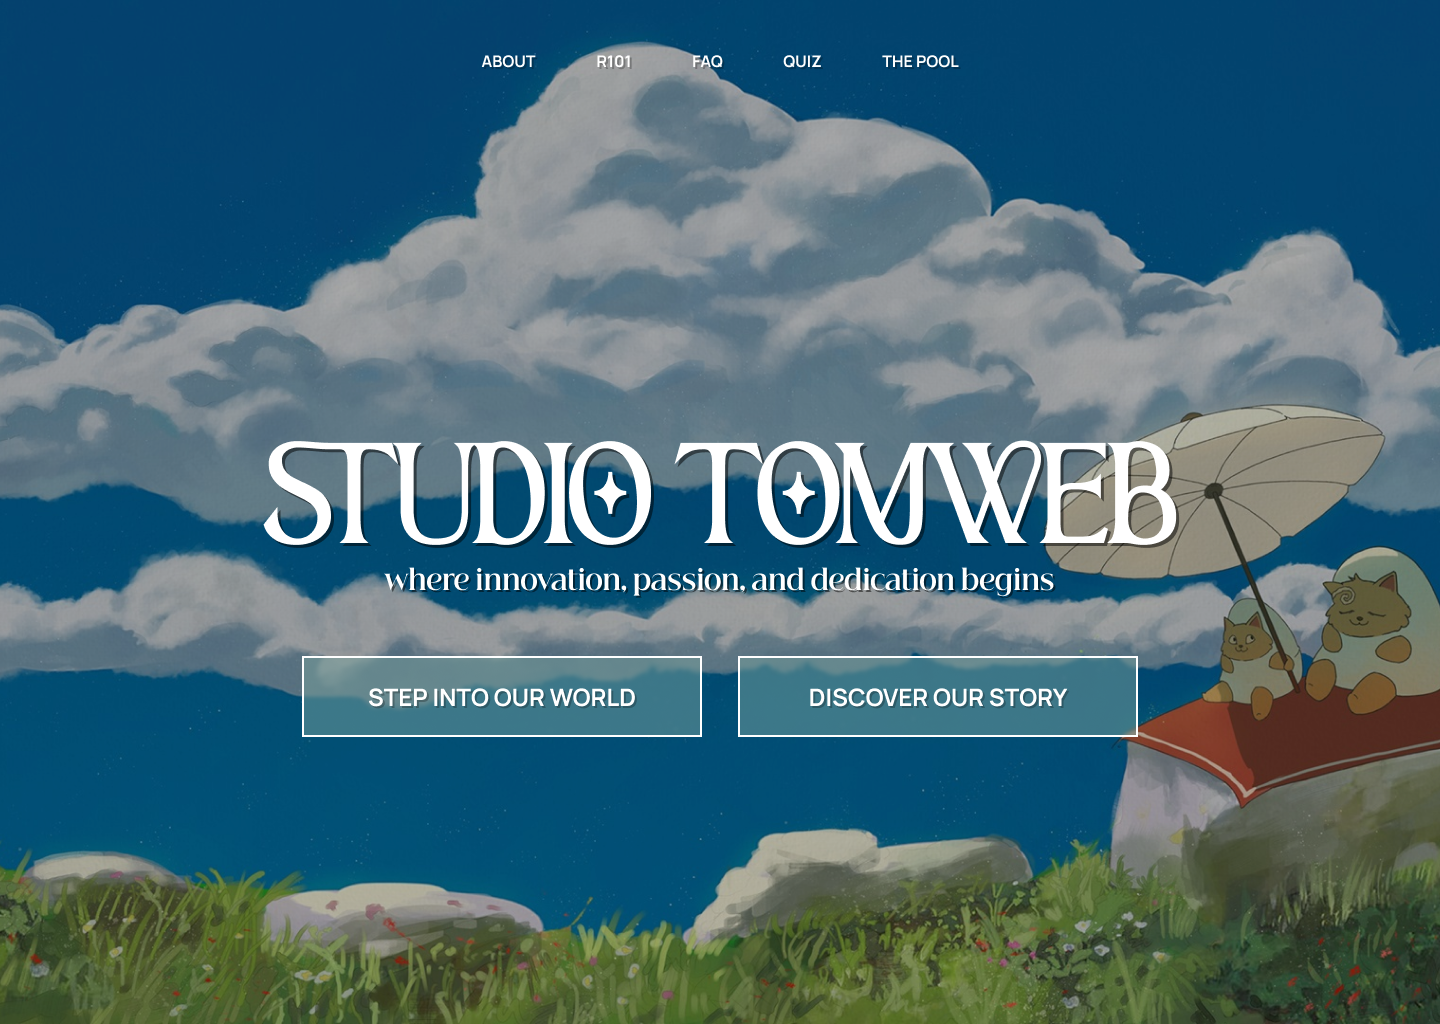 ABOUT R101 FAQ QUIZ THE POOL
STUDIO TOMWEB
where innovation, passion, and dedication begins
STEP INTO OUR WORLD DISCOVER OUR STORY